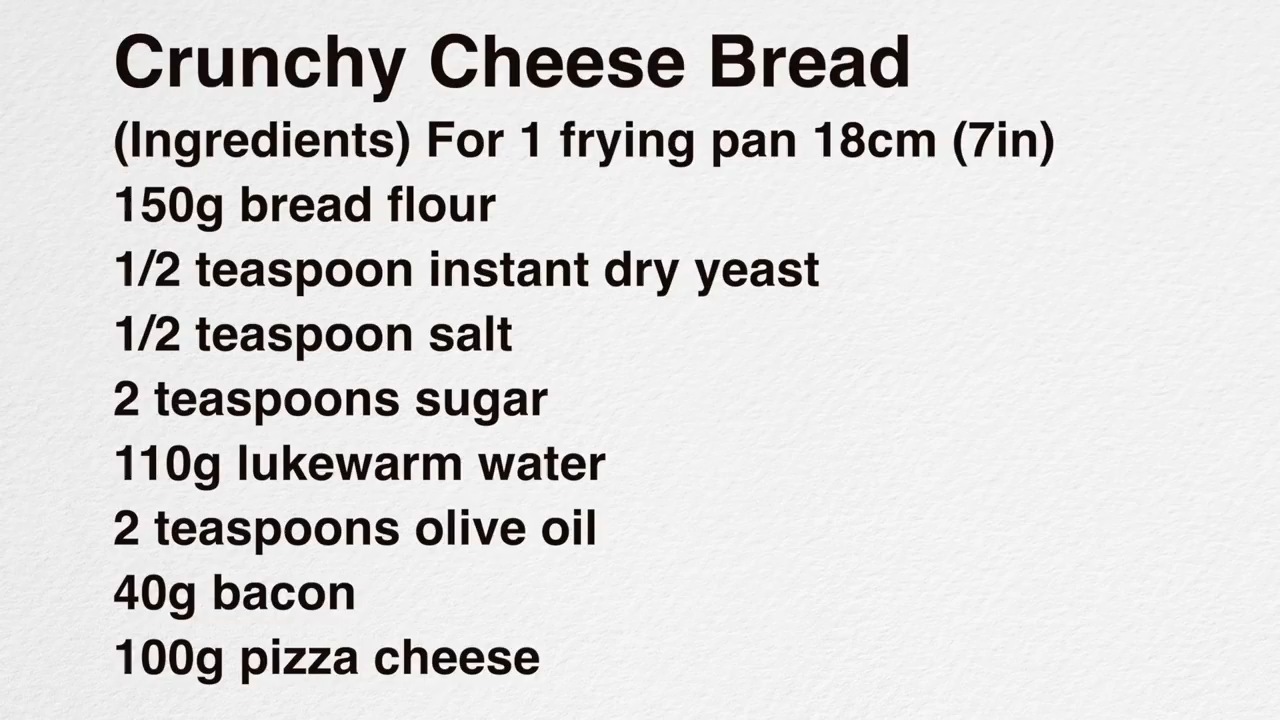 Crunchy Cheese Bread
(Ingredients) For 1 frying pan 18cm (7in)
150g bread flour
1/2 teaspoon instant dry yeast
1/2 teaspoon salt
2 teaspoons sugar
110g lukewarm water
2 teaspoons olive oil
40g bacon
100g pizza cheese